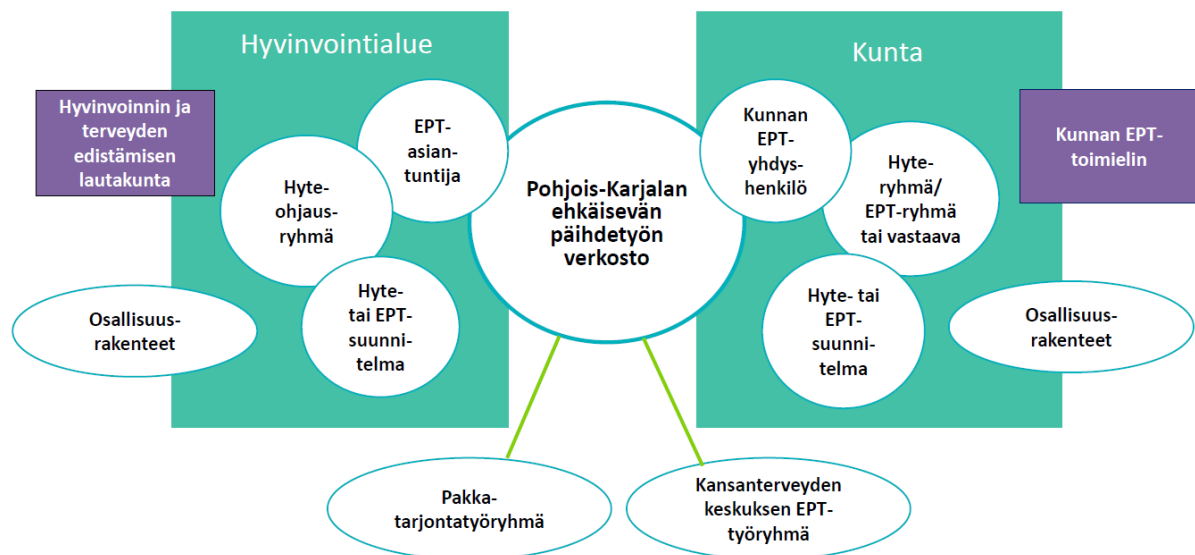 Hyvinvointialue
Kunta
Hyvinvoinnin ja
terveyden
edistämisen
lautakunta
EPT-
asian-
tuntija
Hyte-
ohjaus-
ryhmä
Hyte-
tai EPT-
suunni-
telma
Osallisuus-
rakenteet
Pohjois-Karjalan
ehkäisevän
päihdetyön
verkosto
Kunnan
EPT-
yhdys-
henkilö
Hyte-
ryhmä/
EPT-ryhmä
tai vastaava
Hyte- tai
EPT-
suunni-
telma
Kunnan EPT-
toimielin
Osallisuus-
rakenteet
Pakka-
tarjontatyöryhmä
Kansanterveyden
keskuksen EPT-
työryhmä